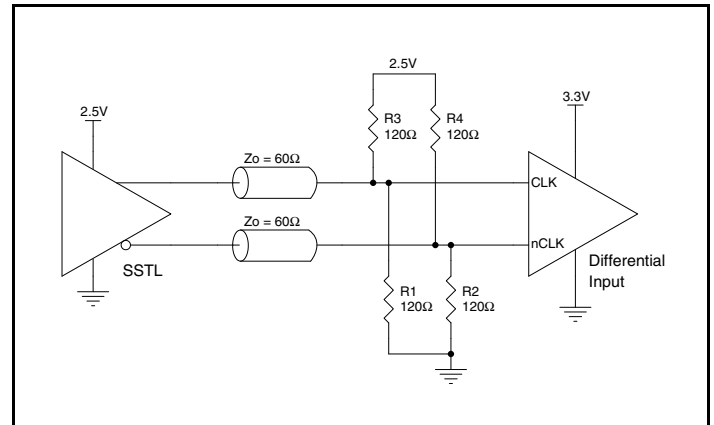 2.5V
3.3V
2.5V
R3
120Ω
R4
120Ω
Zo = 60Ω
CLK
Zo = 60Ω
nCLK
SSTL
Differential
Input
R1
120Ω
R2
120Ω